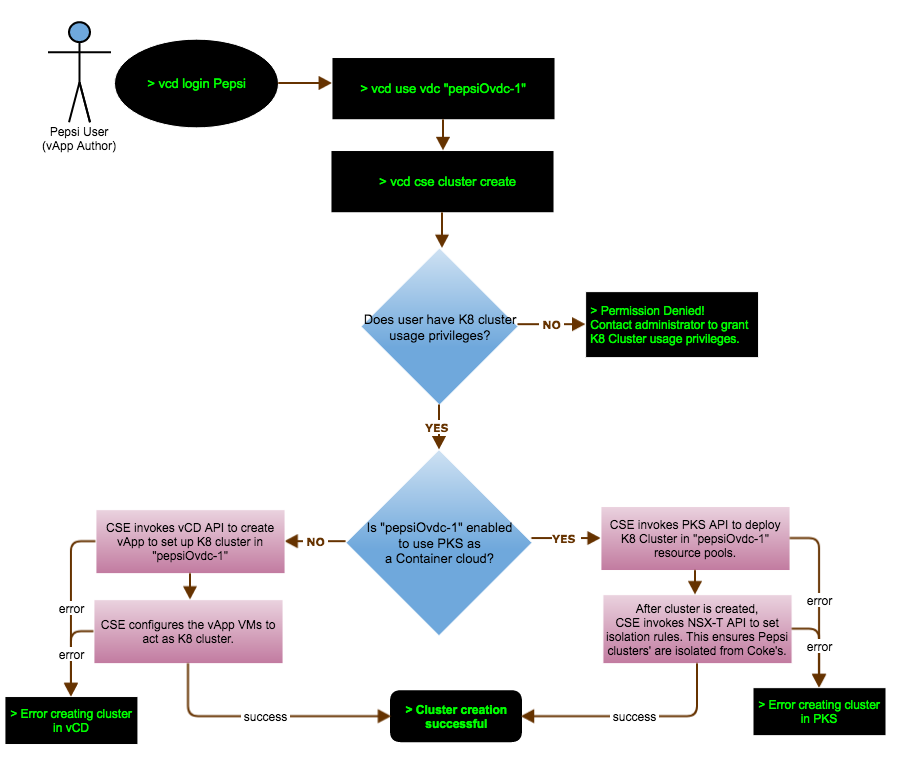 > vcd login Pepsi
> vcd use vdc "pepsiOvdc-1"
Pepsi User
(vApp Author)
> vcd cse cluster create
Does user have K8 cluster
usage privileges?
NO
> Permission Denied!
Contact administrator to grant
K8 Cluster usage privileges.
YES
Is "pepsiOvdc-1" enabled
to use PKS as
a Container cloud?
NO
YES
CSE invokes vCD API to create
vApp to set up K8 cluster in
"pepsiOvdc-1"
CSE invokes PKS API to deploy
K8 Cluster in "pepsiOvdc-1"
resource pools.
error
CSE configures the vApp VMs to
act as K8 cluster.
error
After cluster is created,
CSE invokes NSX-T API to set
isolation rules. This ensures Pepsi
clusters' are isolated from Coke's.
error
error
> Error creating cluster
in vCD
success
> Cluster creation
successful
success
> Error creating cluster
in PKS